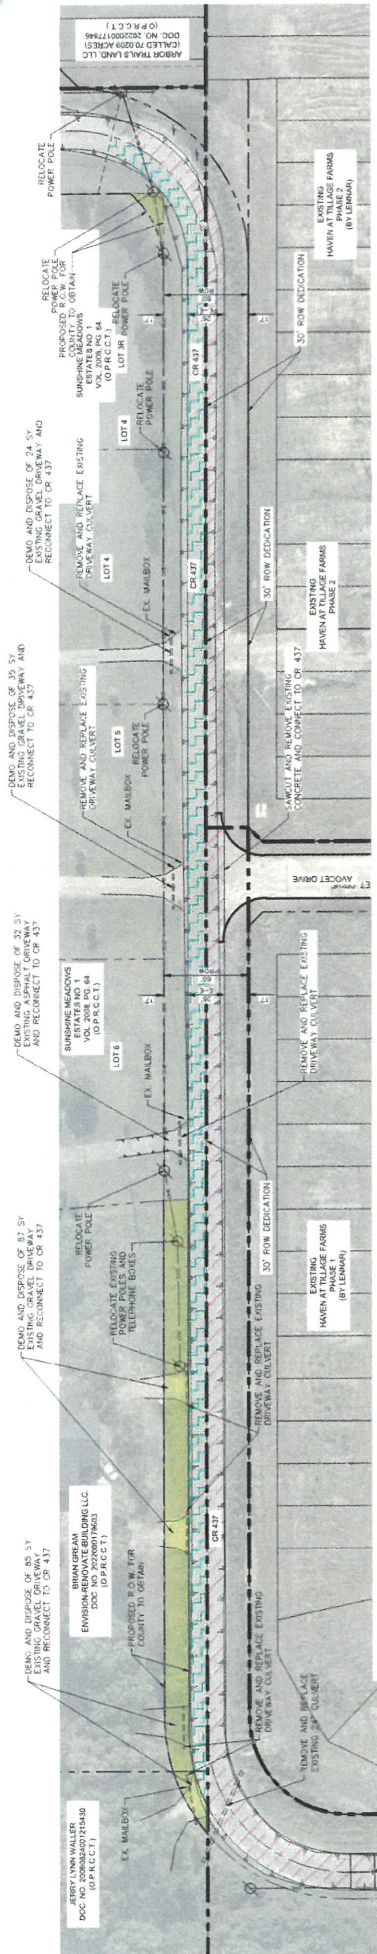 ARBOR TRAILS LAND, LLC
(CALLED 70.0209 ACRES)
DOC. NO. 2022000177846
(O.P.R.C.C.T.)
RELOCATE
POWER POLE
RELOCATE
POWER POLE
PROPOSED R.O.W. FOR
COUNTY TO OBTAIN
SUNSHINE MEADOWS
ESTATES NO. 1
VOL. 2008, PG. 64
(O.P.R.C.C.T.)
LOT 3R
RELOCATE
POWER POLE
EXISTING
HAVEN AT TILLAGE FARMS
PHASE 2
(BY LENNAR)
30' ROW DEDICATION
CR 437
LOT 4
RELOCATE
POWER POLE
DEMO AND DISPOSE OF 24 SY
EXISTING GRAVEL DRIVEWAY AND
RECONNECT TO CR 437
REMOVE AND REPLACE EXISTING
DRIVEWAY CULVERT
LOT 4
EX. MAILBOX
CR 437
30' ROW DEDICATION
EXISTING
HAVEN AT TILLAGE FARMS
PHASE 2
DEMO AND DISPOSE OF 35 SY
EXISTING GRAVEL DRIVEWAY AND
RECONNECT TO CR 437
REMOVE AND REPLACE EXISTING
DRIVEWAY CULVERT
LOT 5
RELOCATE
POWER POLE
EX. MAILBOX
SAWCUT AND REMOVE EXISTING
CONCRETE AND CONNECT TO CR 437
AVOCET DRIVE
DEMO AND DISPOSE OF 32 SY
EXISTING ASPHALT DRIVEWAY
AND RECONNECT TO CR 437
SUNSHINE MEADOWS
ESTATES NO. 1
VOL. 2008, PG. 64
(O.P.R.C.C.T.)
LOT 6
EX. MAILBOX
REMOVE AND REPLACE EXISTING
DRIVEWAY CULVERT
RELOCATE
POWER POLE
30' ROW DEDICATION
DEMO AND DISPOSE OF 87 SY
EXISTING GRAVEL DRIVEWAY
AND RECONNECT TO CR 437
RELOCATE EXISTING
POWER POLES AND
TELEPHONE BOXES
EXISTING
HAVEN AT TILLAGE FARMS
PHASE 1
(BY LENNAR)
REMOVE AND REPLACE EXISTING
DRIVEWAY CULVERT
BRIAN GREAM
ENVISION-RENOVATE-BUILDING LLC.
DOC. NO. 2022000179603
(O.P.R.C.C.T.)
CR 437
PROPOSED R.O.W. FOR
COUNTY TO OBTAIN
DEMO AND DISPOSE OF 85 SY
EXISTING GRAVEL DRIVEWAY
AND RECONNECT TO CR 437
REMOVE AND REPLACE EXISTING
DRIVEWAY CULVERT
REMOVE AND REPLACE
EXISTING 24" CULVERT
JERRY LYNN WALLER
DOC. NO. 20060824001215430
(O.P.R.C.C.T.)
EX. MAILBOX